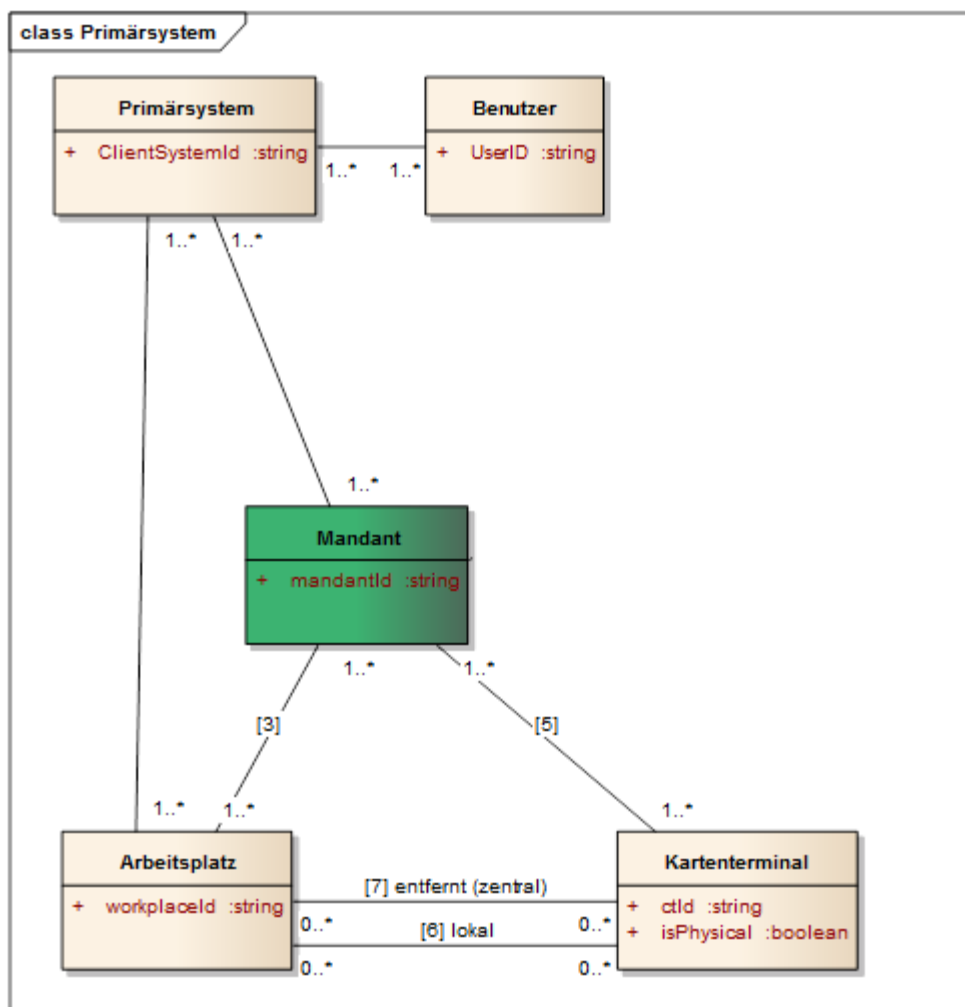 class Primärsystem
Primärsystem
+ ClientSystemId :string
Benutzer
+ UserID :string
1..*
1..*
1..*
1..*
1..*
Mandant
+ mandantId :string
1..*
1..*
[3]
[5]
1..*
1..*
1..*
Arbeitsplatz
+ workplaceId :string
Kartenterminal
+ ctId :string
+ isPhysical :boolean
[7] entfernt (zentral)
0..*
0..*
[6] lokal
0..*
0..*